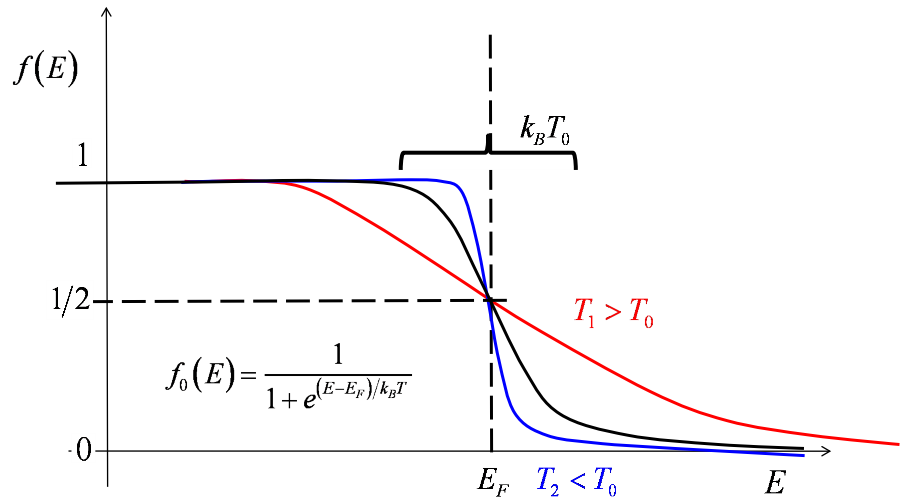 f(E)
k_B T_0
1
1/2
T_1 > T_0
f_0(E) = 1 / (1 + e^{(E−E_F)/k_B T})
0
E_F
T_2 < T_0
E